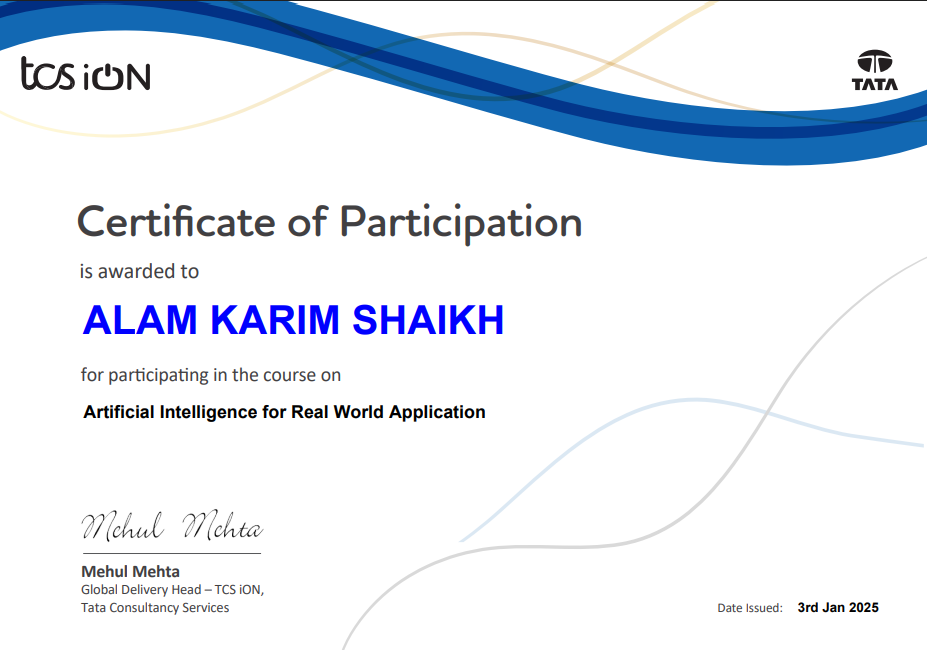 tcs iON
TATA
Certificate of Participation
is awarded to
ALAM KARIM SHAIKH
for participating in the course on
Artificial Intelligence for Real World Application
Mehul Mehta
Mehul Mehta
Global Delivery Head – TCS iON,
Tata Consultancy Services
Date Issued: 3rd Jan 2025